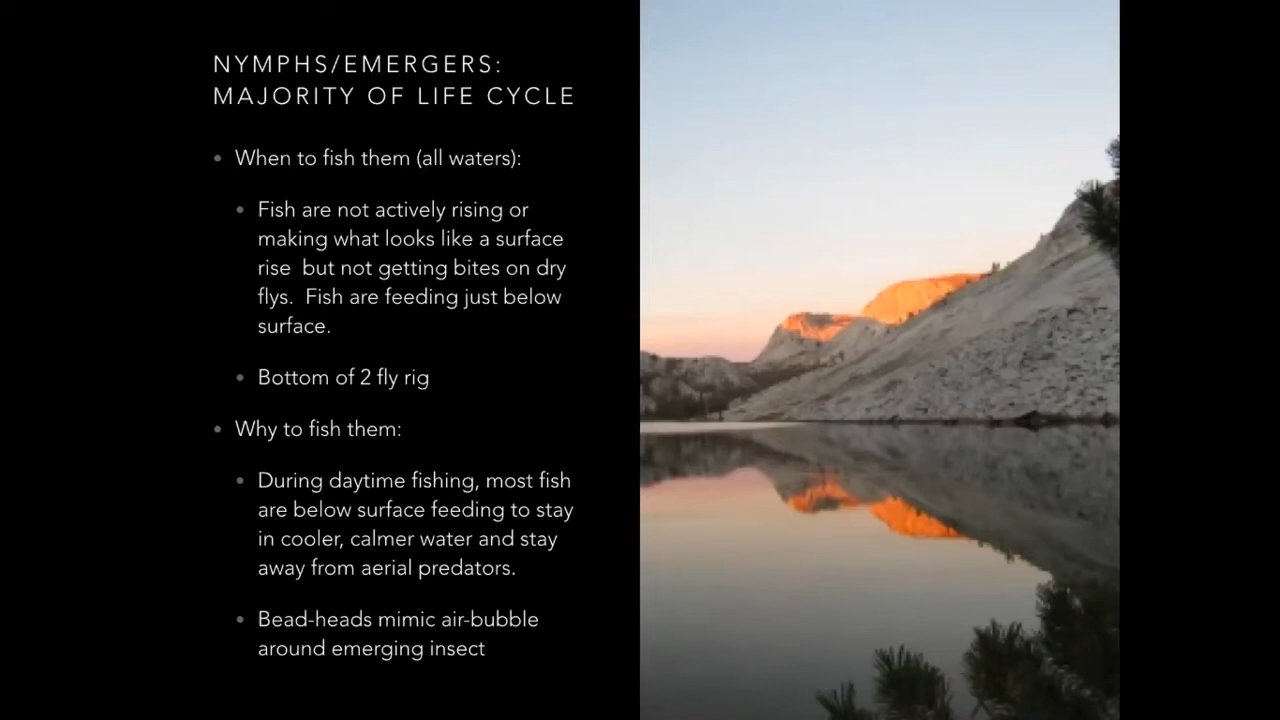 NYMPHS/EMERGERS:
MAJORITY OF LIFE CYCLE
• When to fish them (all waters):
• Fish are not actively rising or
making what looks like a surface
rise  but not getting bites on dry
flys.  Fish are feeding just below
surface.
• Bottom of 2 fly rig
• Why to fish them:
• During daytime fishing, most fish
are below surface feeding to stay
in cooler, calmer water and stay
away from aerial predators.
• Bead-heads mimic air-bubble
around emerging insect